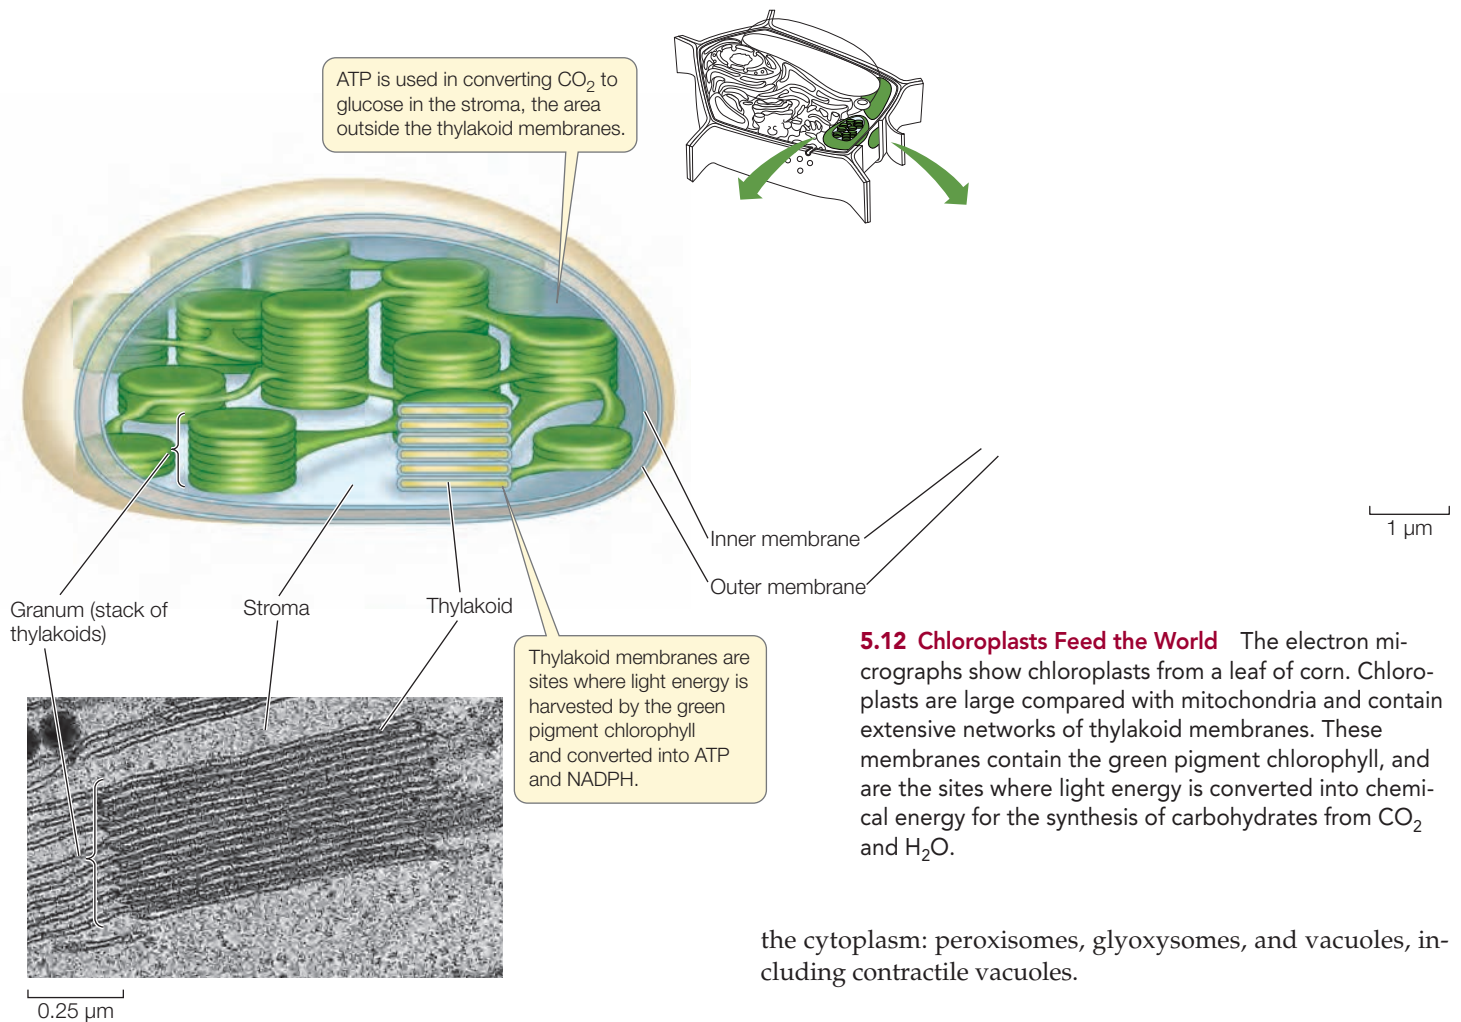 ATP is used in converting CO₂ to
glucose in the stroma, the area
outside the thylakoid membranes.
Inner membrane
Outer membrane
1 µm
Granum (stack of
thylakoids)
Stroma
Thylakoid
Thylakoid membranes are
sites where light energy is
harvested by the green
pigment chlorophyll
and converted into ATP
and NADPH.
0.25 µm
5.12 Chloroplasts Feed the World The electron mi-
crographs show chloroplasts from a leaf of corn. Chloro-
plasts are large compared with mitochondria and contain
extensive networks of thylakoid membranes. These
membranes contain the green pigment chlorophyll, and
are the sites where light energy is converted into chemi-
cal energy for the synthesis of carbohydrates from CO₂
and H₂O.
the cytoplasm: peroxisomes, glyoxysomes, and vacuoles, in-
cluding contractile vacuoles.